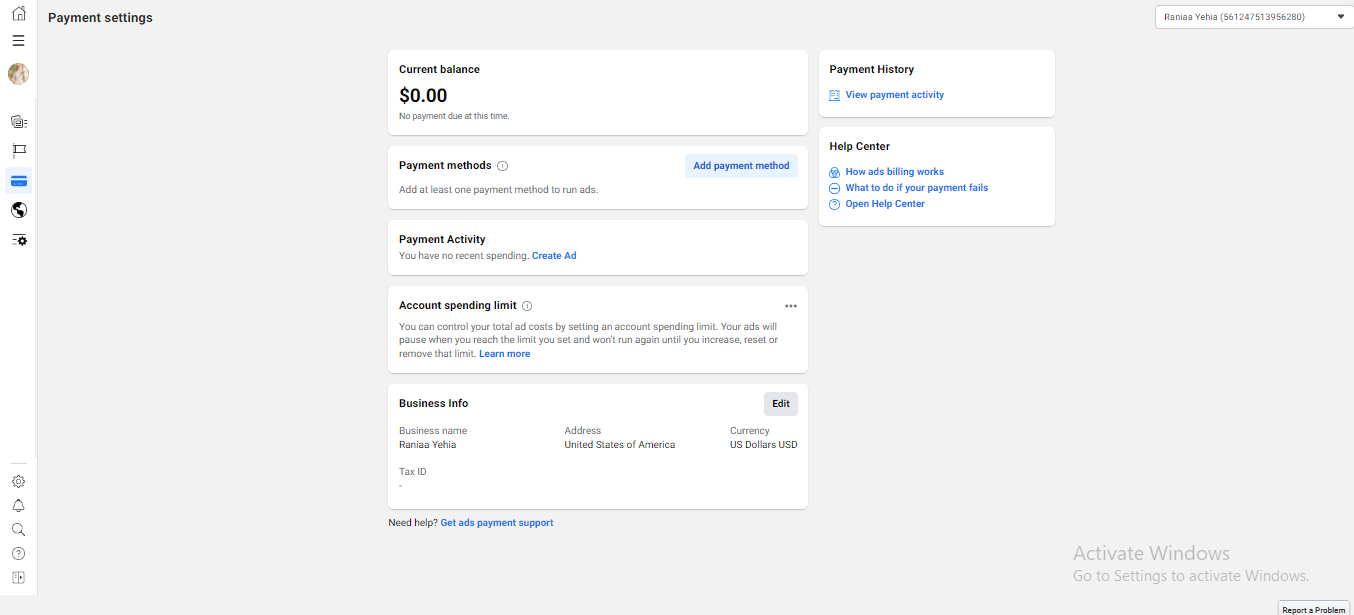 Payment settings
Raniaa Yehia (561247513956280)
Current balance
$0.00
No payment due at this time.
Payment methods
Add payment method
Add at least one payment method to run ads.
Payment Activity
You have no recent spending. Create Ad
Account spending limit
You can control your total ad costs by setting an account spending limit. Your ads will
pause when you reach the limit you set and won't run again until you increase, reset or
remove that limit. Learn more
Business Info
Edit
Business name
Address
Currency
Raniaa Yehia
United States of America
US Dollars USD
Tax ID
-
Need help? Get ads payment support
Payment History
View payment activity
Help Center
How ads billing works
What to do if your payment fails
Open Help Center
Activate Windows
Go to Settings to activate Windows.
Report a Problem